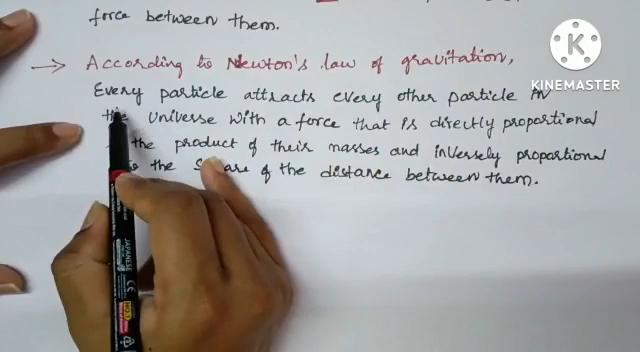 force between them.
→ According to Newton's law of gravitation,
Every particle attracts every other particle in
the Universe with a force that is directly proportional
the product of their masses and inversely proportional
the of the distance between them.
K
KINEMASTER
JAPANESE